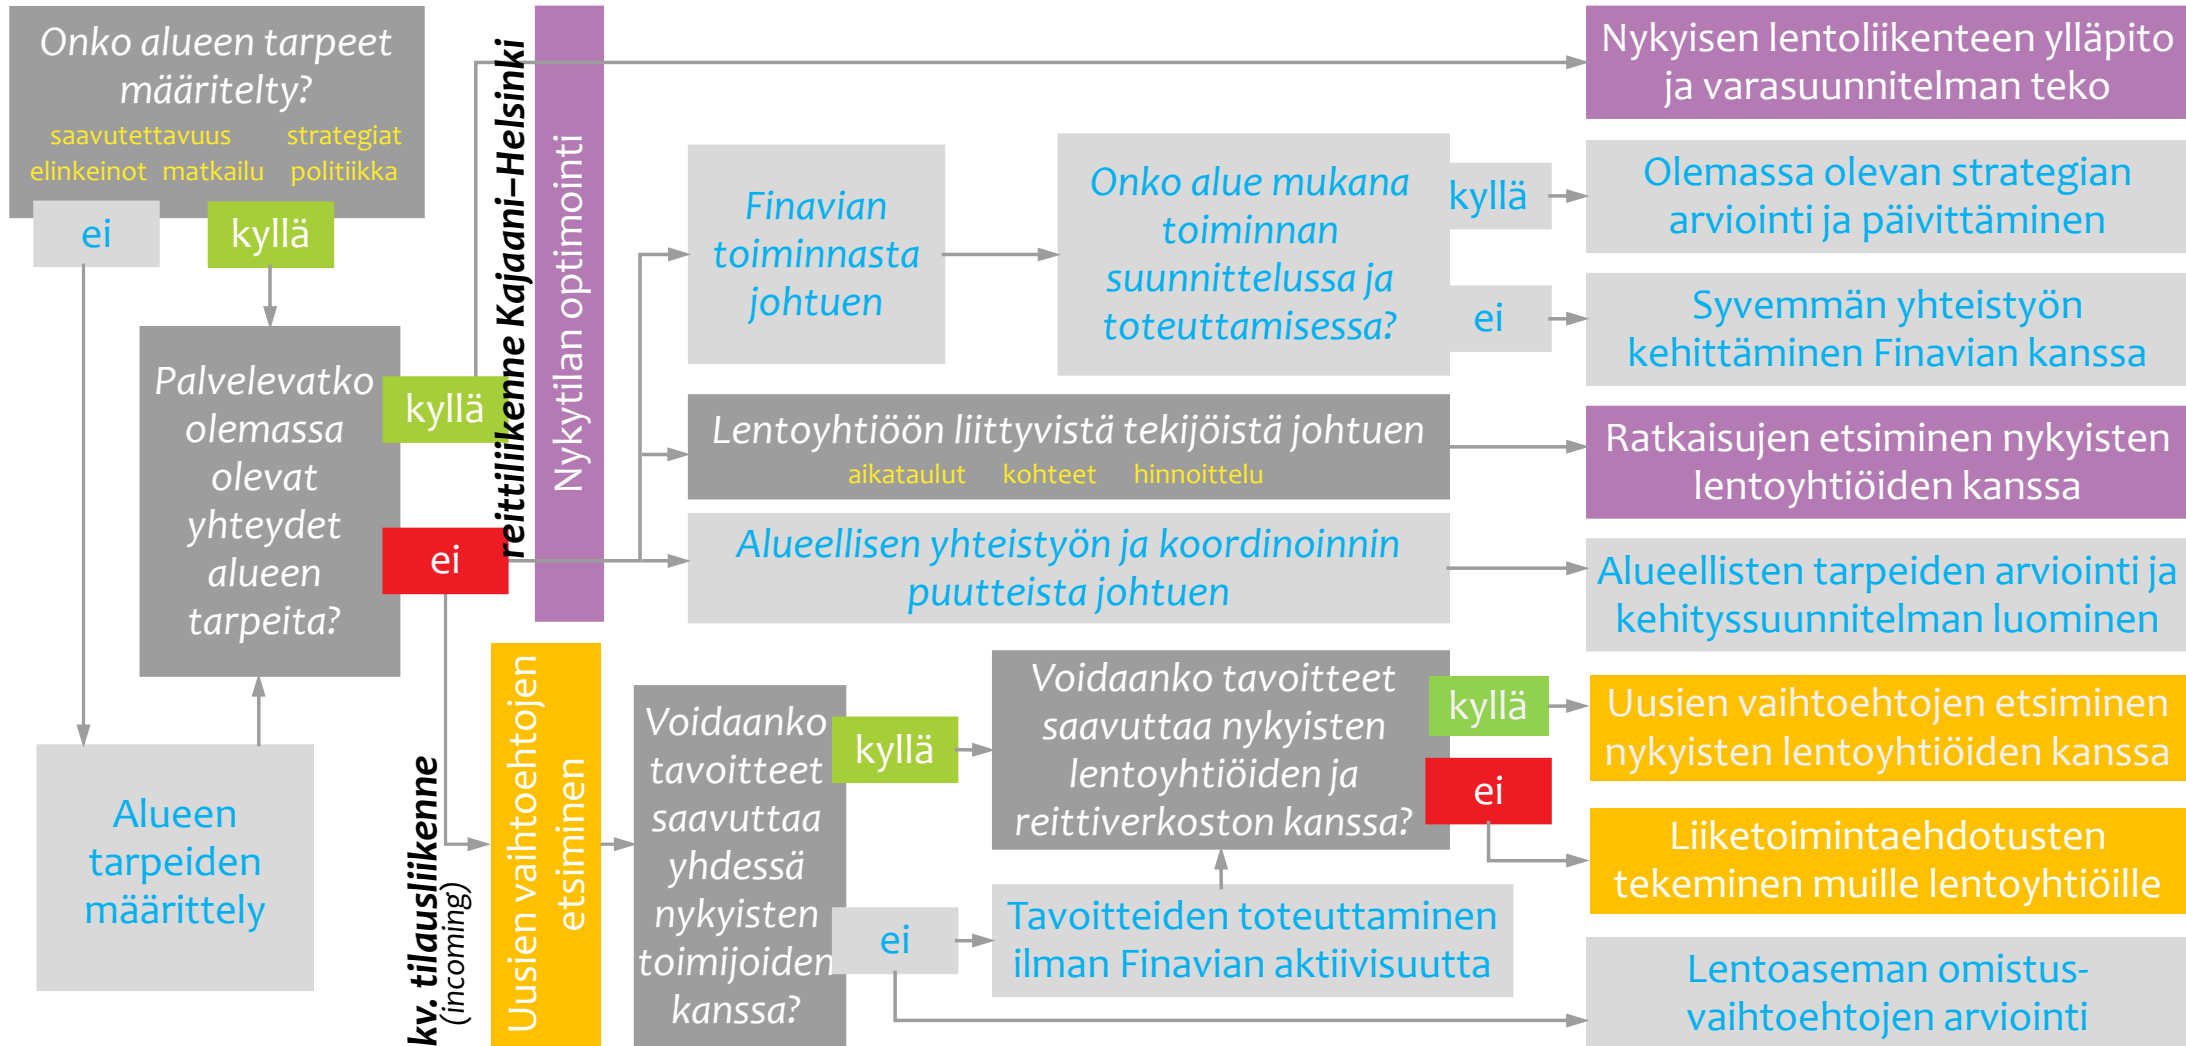 Onko alueen tarpeet
määritelty?
saavutettavuus strategiat
elinkeinot matkailu politiikka
ei
kyllä
Palvelevatko
olemassa
olevat
yhteydet
alueen
tarpeita?
kyllä
ei
Alueen
tarpeiden
määrittely
reittiliikenne Kajaani–Helsinki
Nykytilan optimointi
Finavian
toiminnasta
johtuen
Onko alue mukana
toiminnan
suunnittelussa ja
toteuttamisessa?
kyllä
ei
Lentoyhtiöön liittyvistä tekijöistä johtuen
aikataulut kohteet hinnoittelu
Alueellisen yhteistyön ja koordinoinnin
puutteista johtuen
kv. tilausliikenne
(incoming)
Uusien vaihtoehtojen
etsiminen
Voidaanko
tavoitteet
saavuttaa
yhdessä
nykyisten
toimijoiden
kanssa?
kyllä
ei
Voidaanko tavoitteet
saavuttaa nykyisten
lentoyhtiöiden ja
reittiverkoston kanssa?
kyllä
ei
Tavoitteiden toteuttaminen
ilman Finavian aktiivisuutta
Nykyisen lentoliikenteen ylläpito
ja varasuunnitelman teko
Olemassa olevan strategian
arviointi ja päivittäminen
Syvemmän yhteistyön
kehittäminen Finavian kanssa
Ratkaisujen etsiminen nykyisten
lentoyhtiöiden kanssa
Alueellisten tarpeiden arviointi ja
kehityssuunnitelman luominen
Uusien vaihtoehtojen etsiminen
nykyisten lentoyhtiöiden kanssa
Liiketoimintaehdotusten
tekeminen muille lentoyhtiöille
Lentoaseman omistus-
vaihtoehtojen arviointi